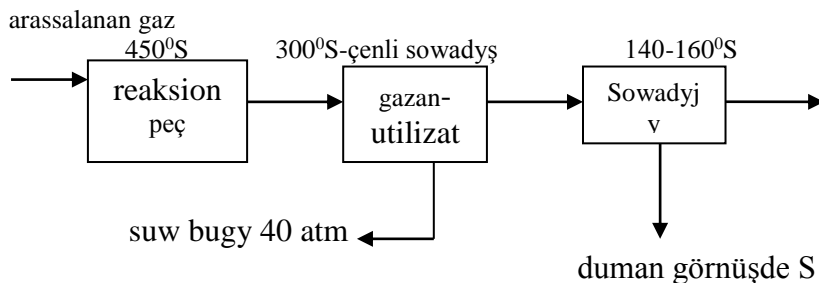 arassalanan gaz
450⁰S
300⁰S-çenli sowadyş
140-160⁰S
reaksion
peç
gazan-
utilizat
Sowadyj
v
suw bugy 40 atm
duman görnüşde S